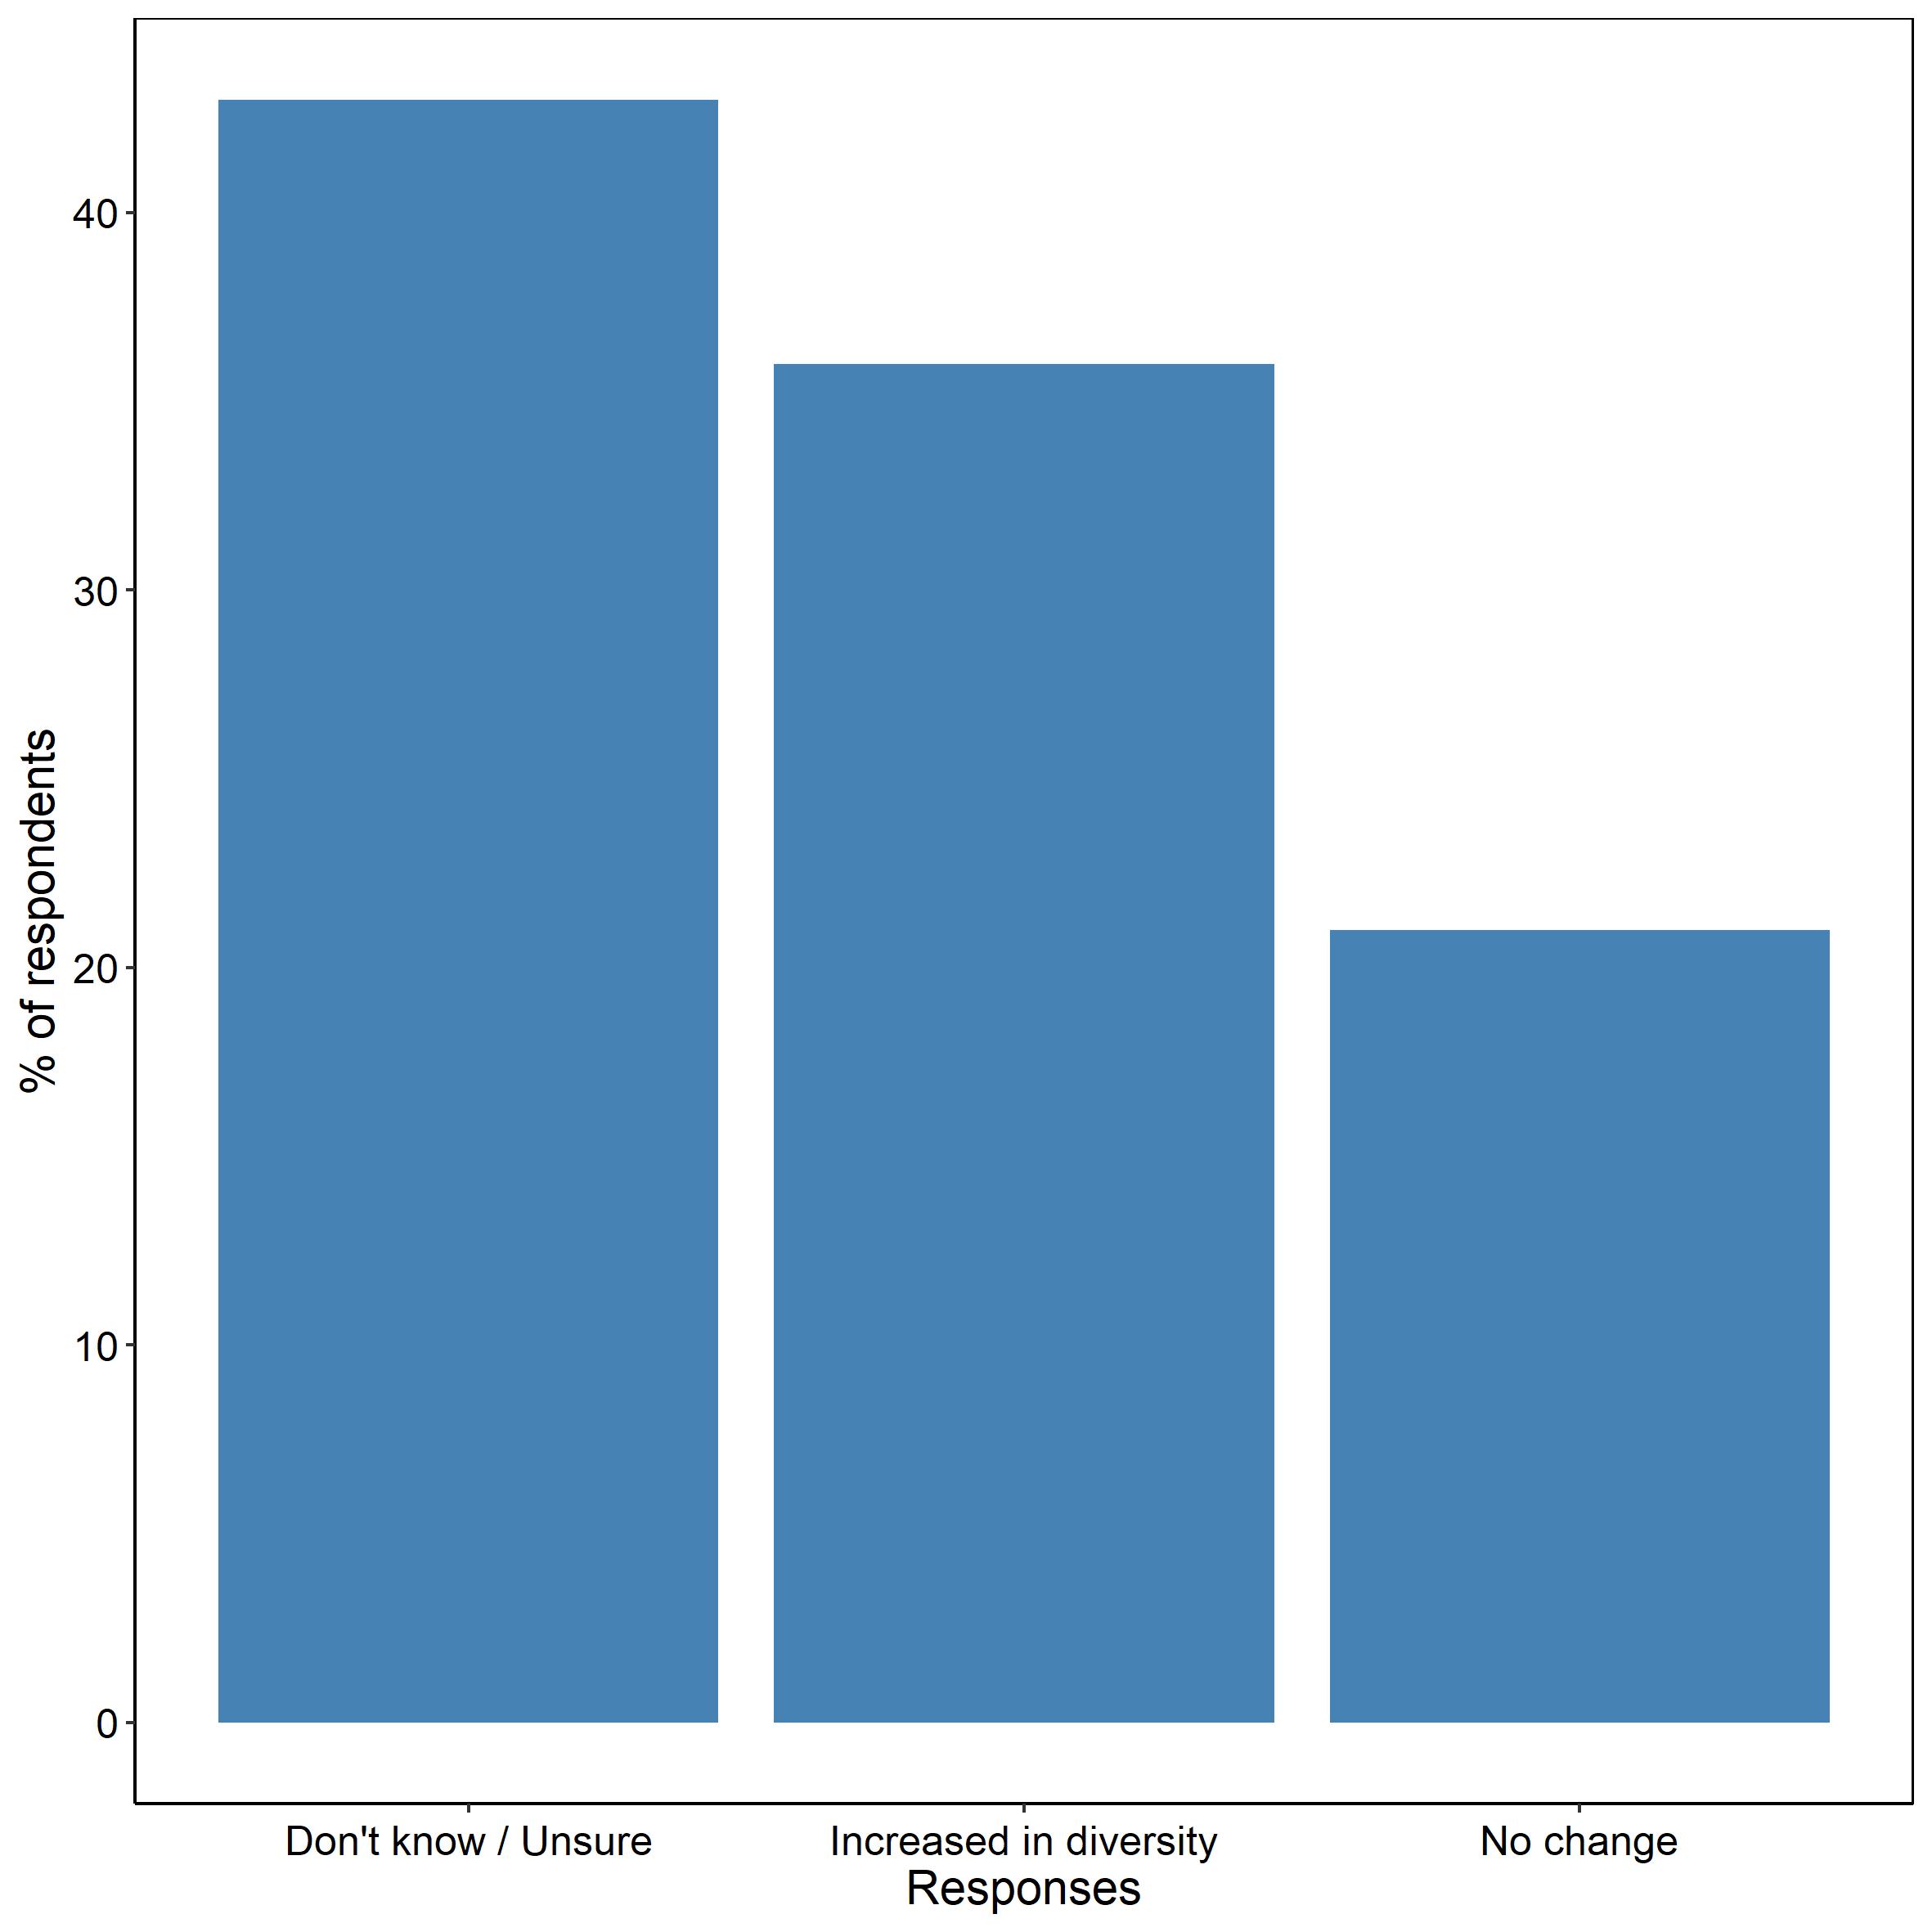 % of respondents
40
30
20
10
0
Don't know / Unsure
Increased in diversity
No change
Responses